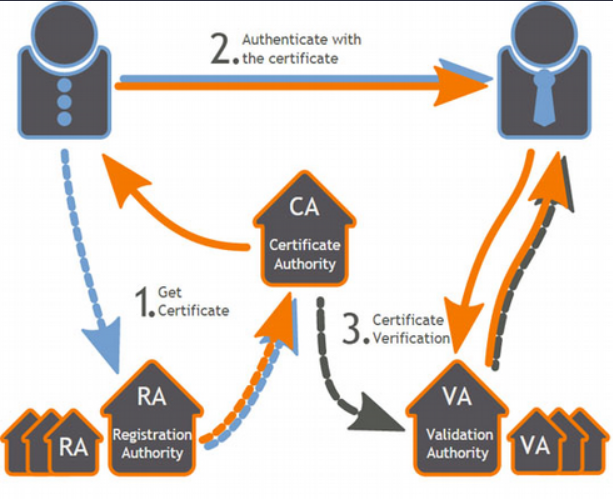 2. Authenticate with
the certificate
CA
Certificate
Authority
1. Get
Certificate
3. Certificate
Verification
RA
Registration
Authority
RA
VA
Validation
Authority
VA